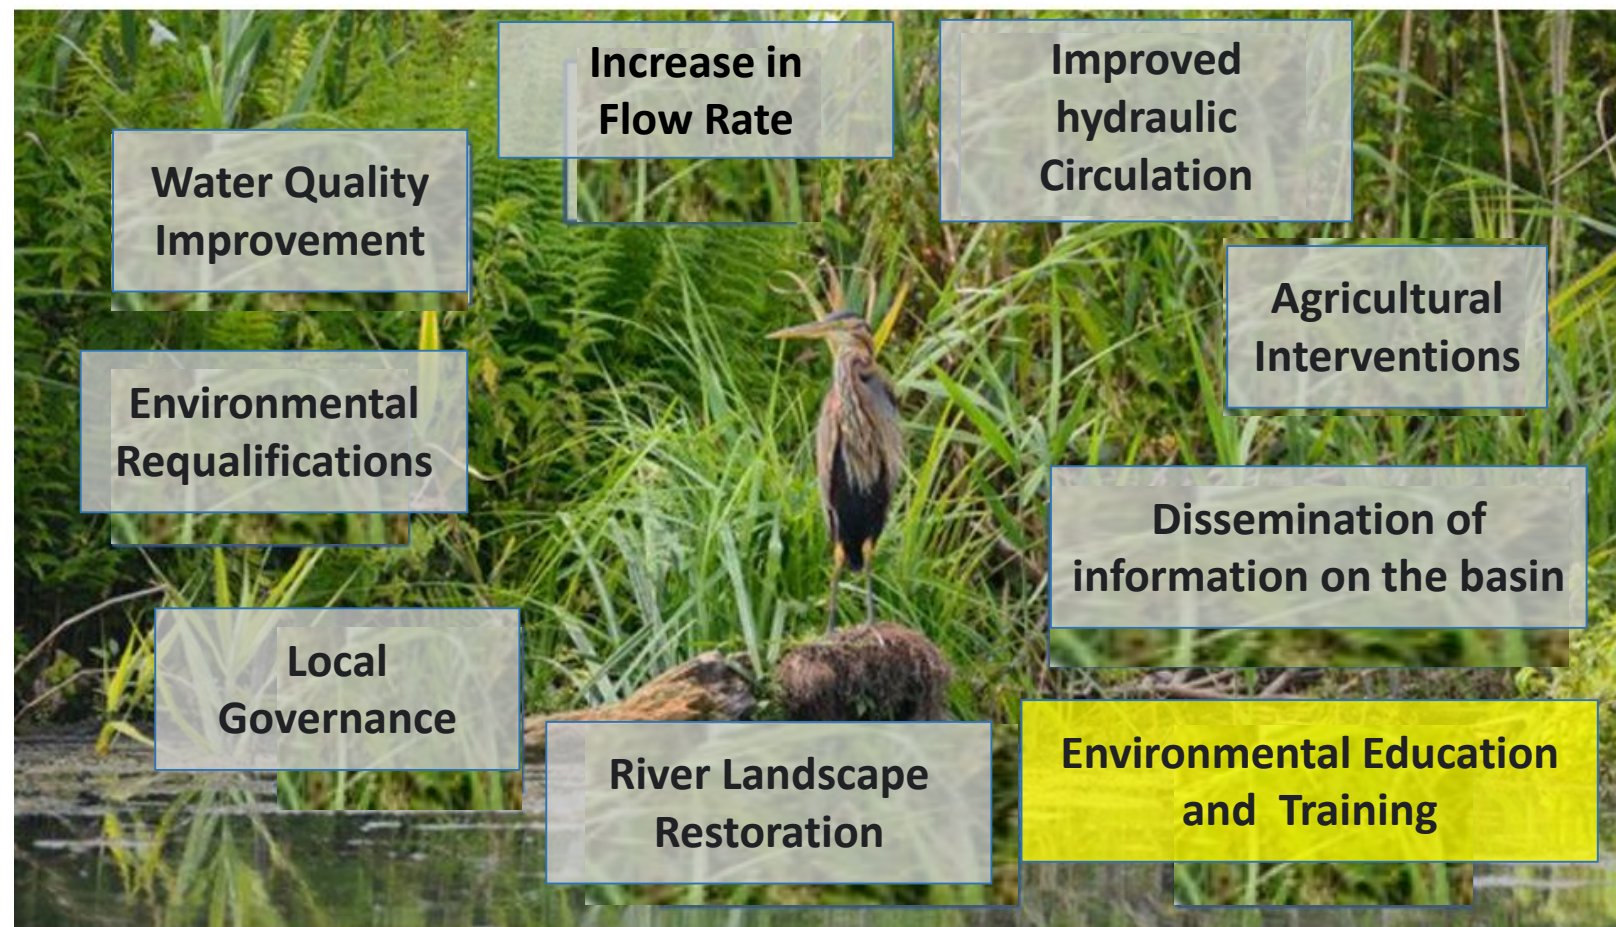 Increase in
Flow Rate
Improved
hydraulic
Circulation
Water Quality
Improvement
Agricultural
Interventions
Environmental
Requalifications
Dissemination of
information on the basin
Local
Governance
River Landscape
Restoration
Environmental Education
and Training